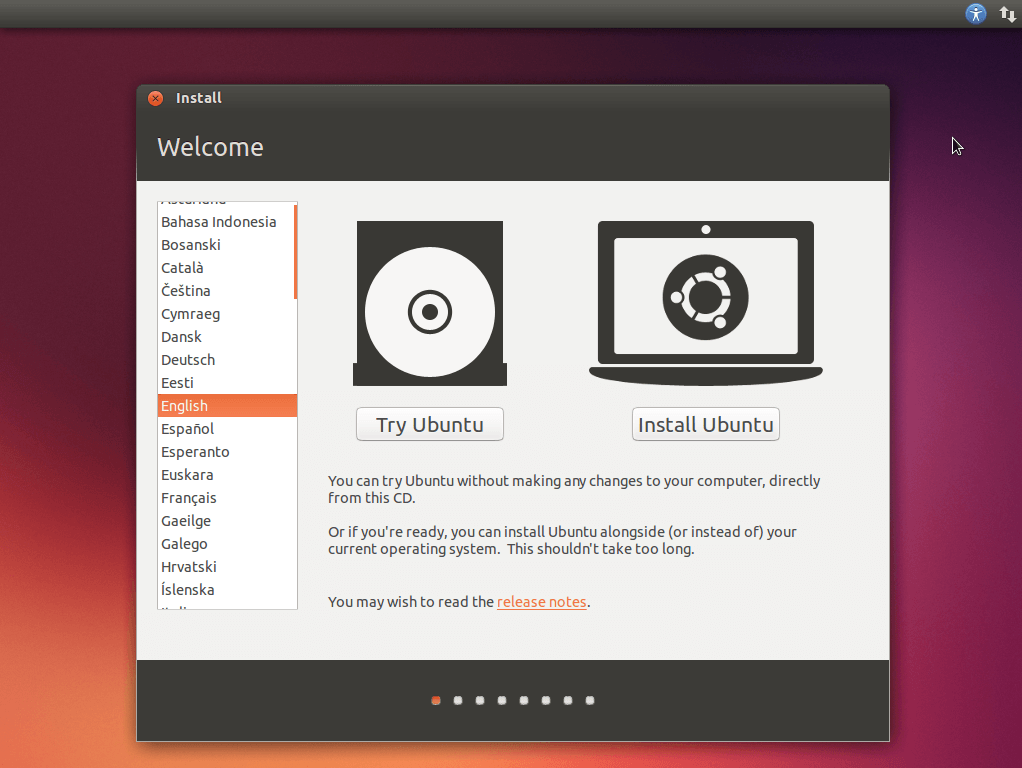 Install
Welcome
Bahasa Indonesia
Bosanski
Català
Čeština
Cymraeg
Dansk
Deutsch
Eesti
English
Español
Esperanto
Euskara
Français
Gaeilge
Galego
Hrvatski
Íslenska
Try Ubuntu
Install Ubuntu
You can try Ubuntu without making any changes to your computer, directly
from this CD.
Or if you're ready, you can install Ubuntu alongside (or instead of) your
current operating system. This shouldn't take too long.
You may wish to read the release notes.